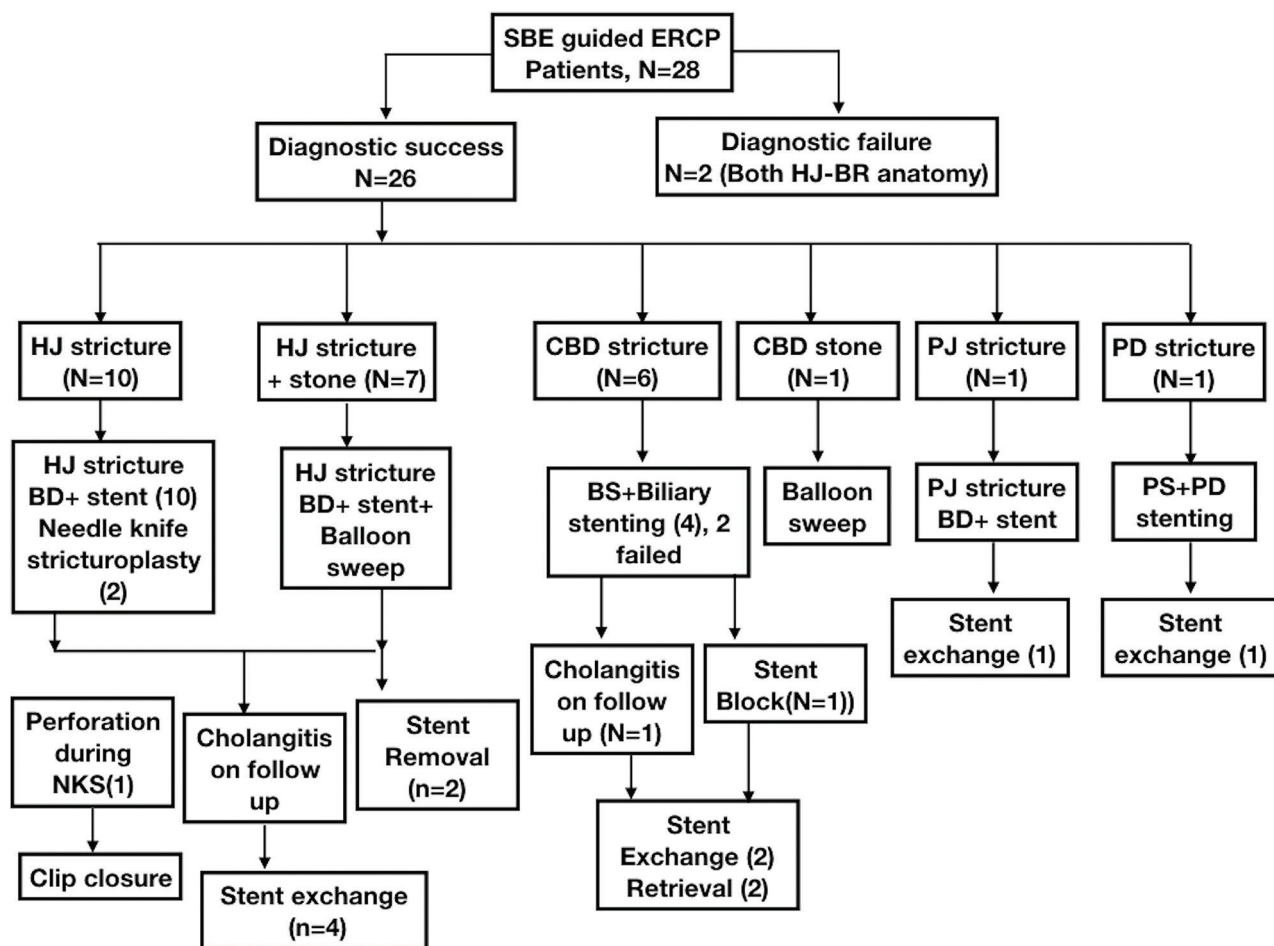 SBE guided ERCP
Patients, N=28
Diagnostic success
N=26
Diagnostic failure
N=2 (Both HJ-BR anatomy)
HJ stricture
(N=10)
HJ stricture
+ stone (N=7)
CBD stricture
(N=6)
CBD stone
(N=1)
PJ stricture
(N=1)
PD stricture
(N=1)
HJ stricture
BD+ stent (10)
Needle knife
stricturoplasty
(2)
HJ stricture
BD+ stent+
Balloon
sweep
BS+Biliary
stenting (4), 2
failed
Balloon
sweep
PJ stricture
BD+ stent
PS+PD
stenting
Stent
exchange (1)
Stent
exchange (1)
Perforation
during
NKS(1)
Cholangitis
on follow
up
Stent
Removal
(n=2)
Cholangitis
on follow
up (N=1)
Stent
Block(N=1))
Clip closure
Stent exchange
(n=4)
Stent
Exchange (2)
Retrieval (2)